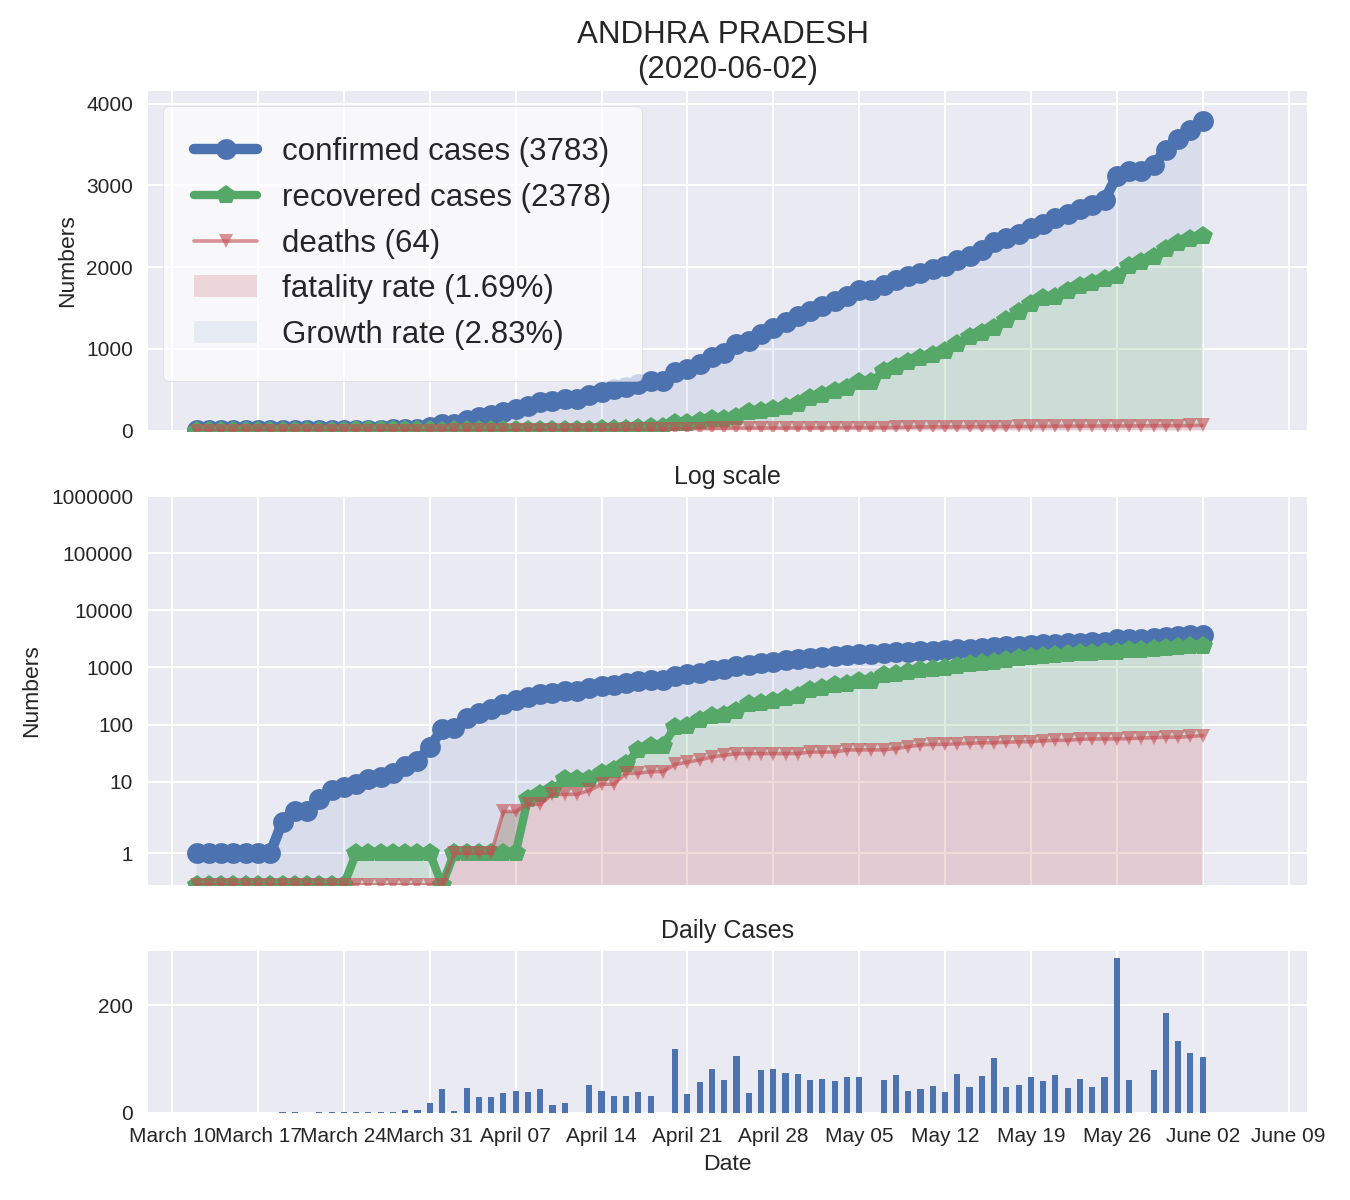 ANDHRA PRADESH
(2020-06-02)
4000
3000
2000
1000
0
Numbers
confirmed cases (3783)
recovered cases (2378)
deaths (64)
fatality rate (1.69%)
Growth rate (2.83%)
Log scale
1000000
100000
10000
1000
100
10
1
Numbers
Daily Cases
200
0
March 10 March 17 March 24 March 31 April 07 April 14 April 21 April 28 May 05 May 12 May 19 May 26 June 02 June 09
Date